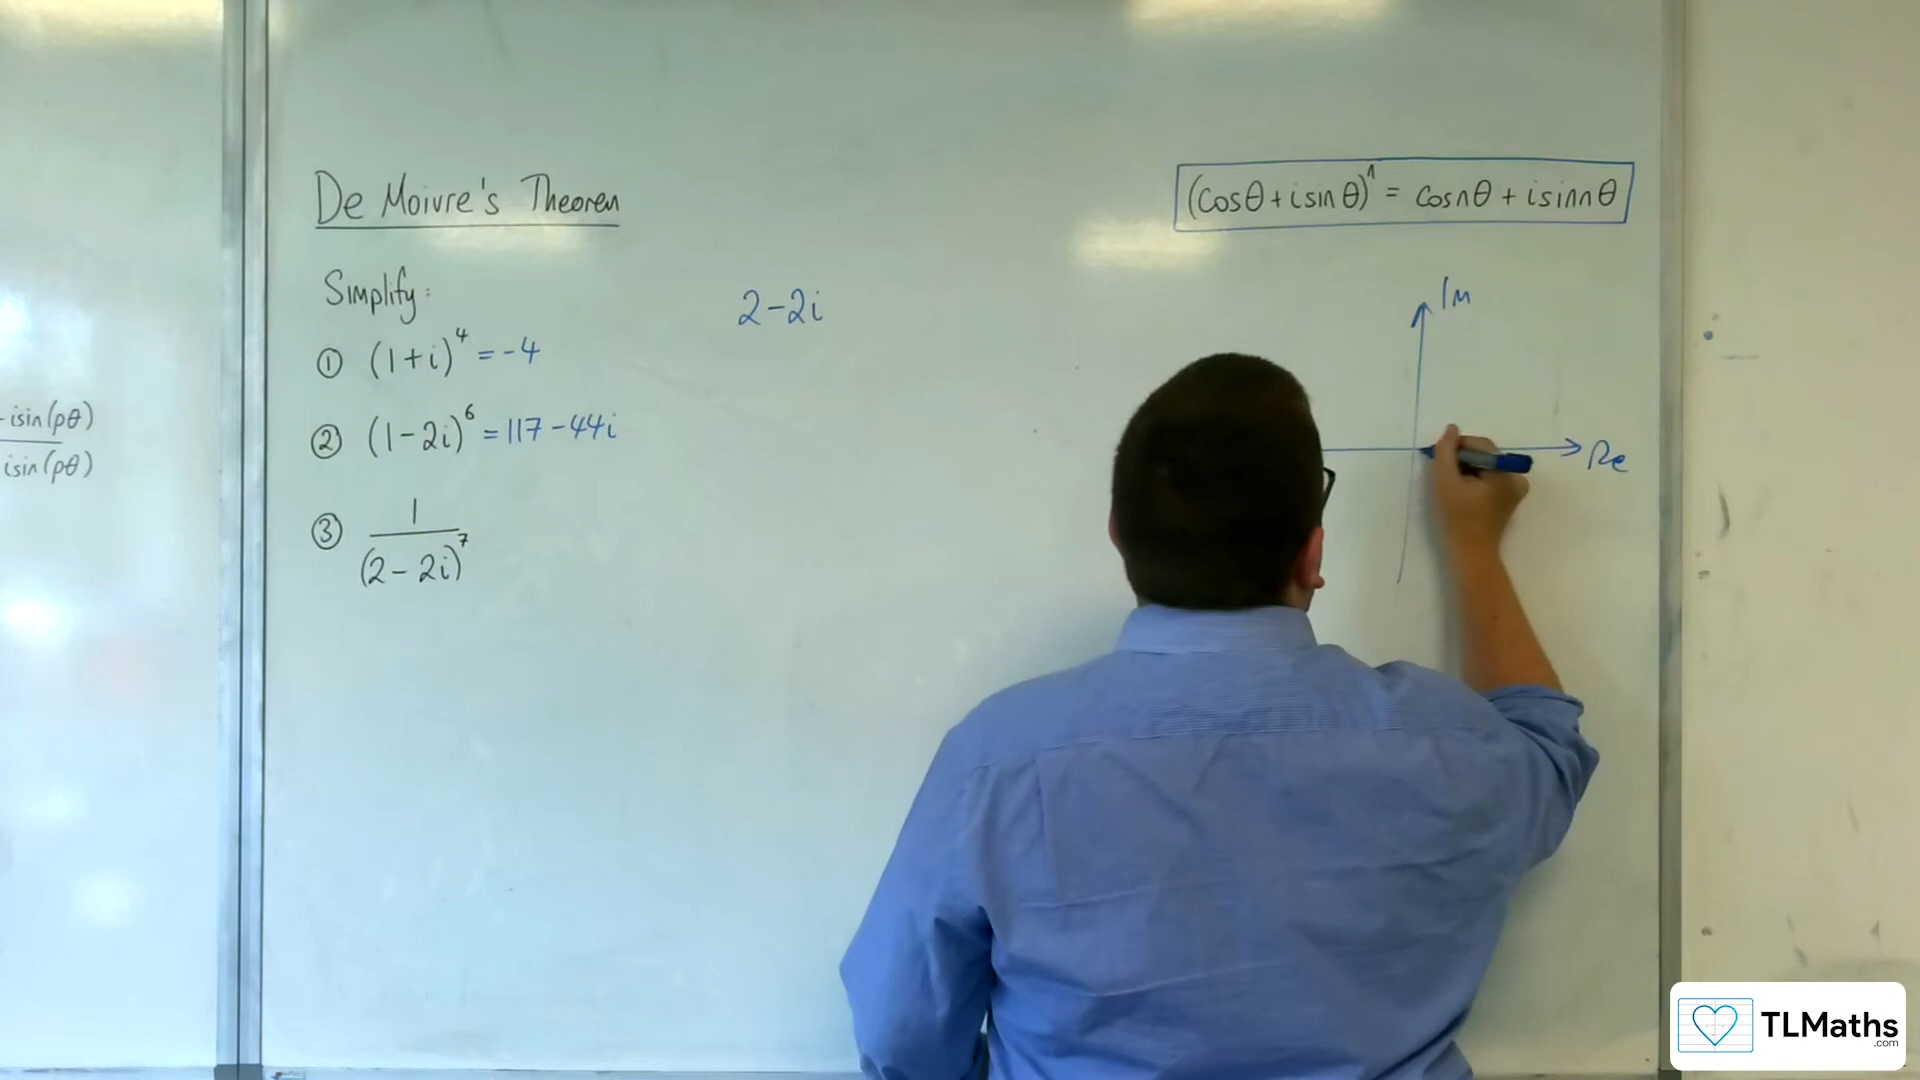 De Moivre's Theorem
(cosθ + isin θ)^n = cosnθ + isinnθ
Simplify:
2-2i
① (1+i)^4 = -4
② (1-2i)^6 = 117-44i
③ 1/(2-2i)^7
isin(pθ)
isin(pθ)
Im
Re
TLMaths
.com